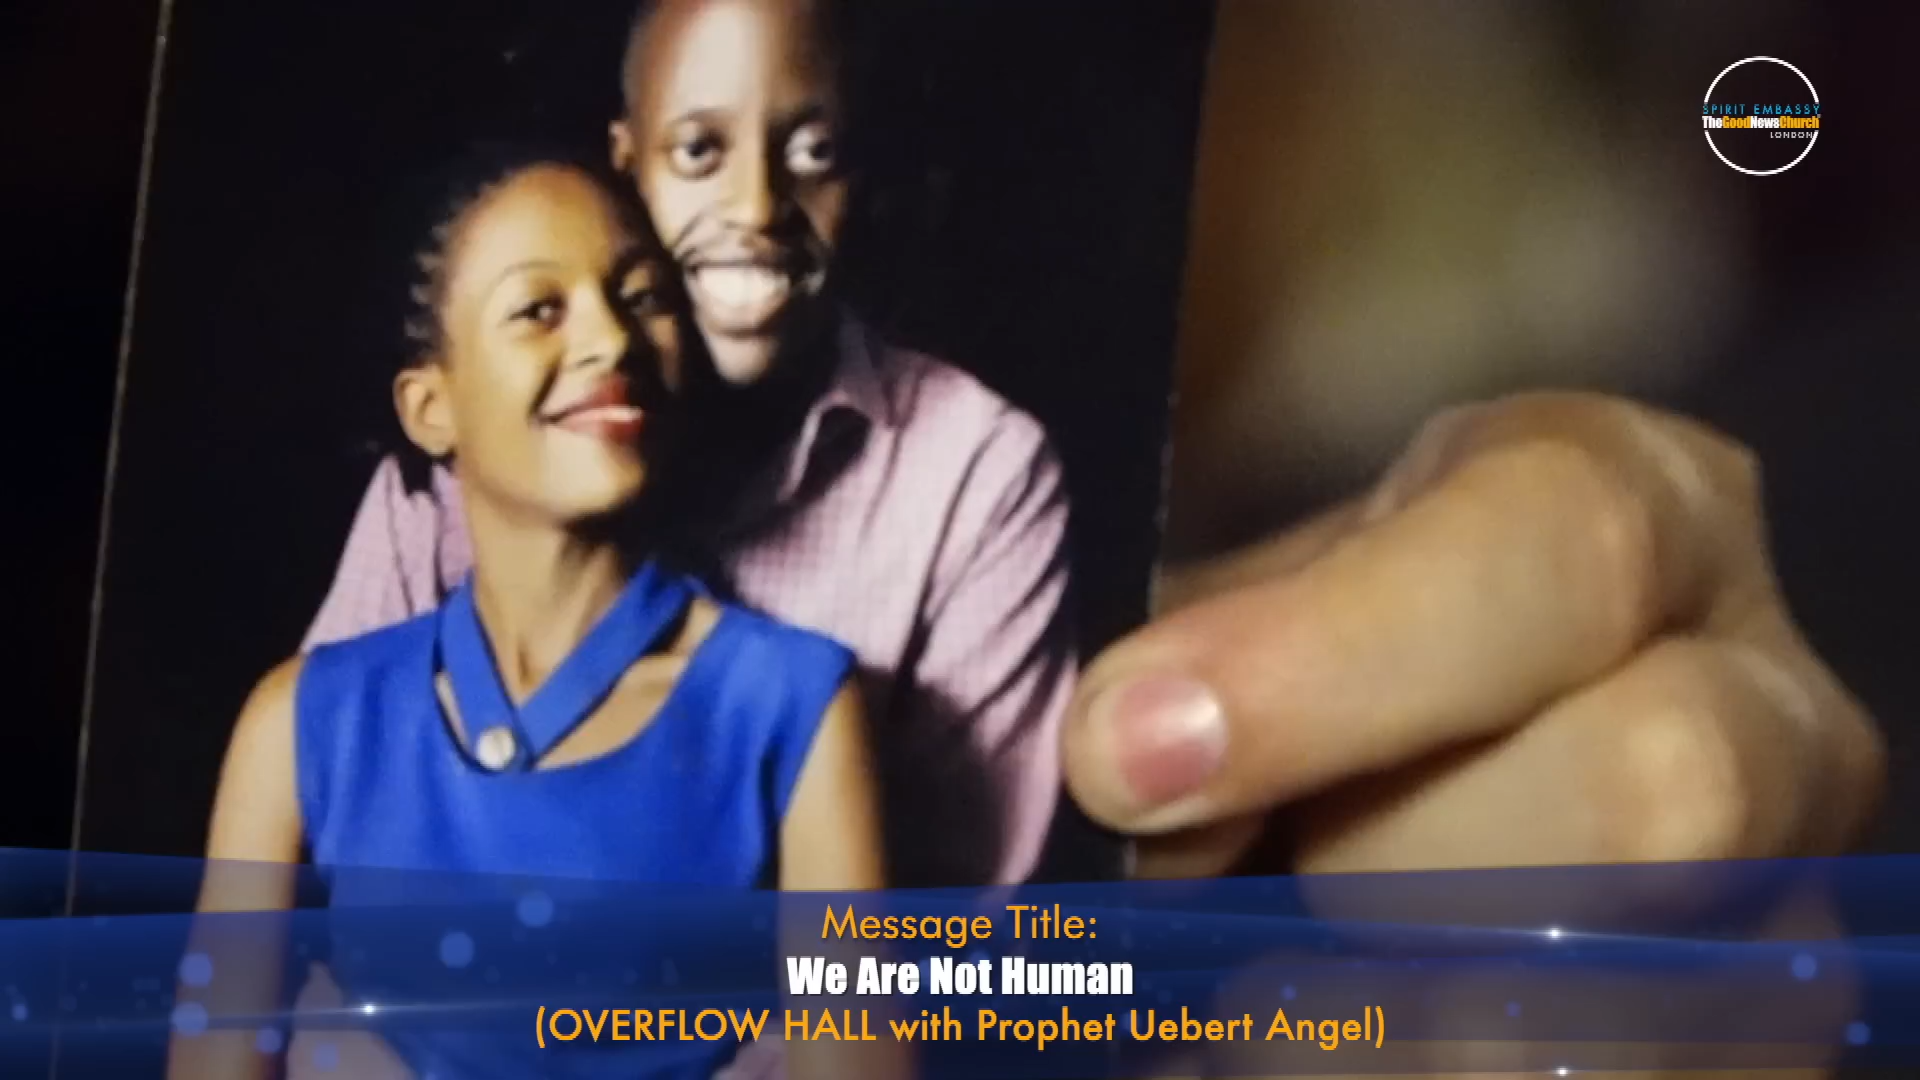 SPIRIT EMBASSY
TheGoodNewsChurch
LONDON
Message Title:
We Are Not Human
(OVERFLOW HALL with Prophet Uebert Angel)